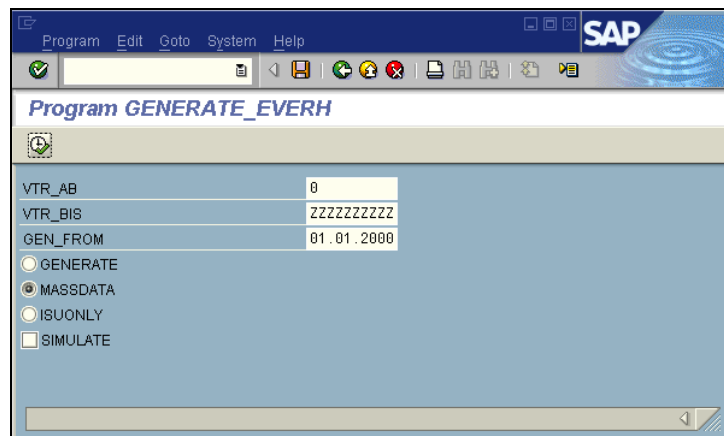 Program Edit Goto System Help
SAP
Program GENERATE_EVERH
VTR_AB 0
VTR_BIS ZZZZZZZZZZ
GEN_FROM 01.01.2000
GENERATE
MASSDATA
ISUONLY
SIMULATE